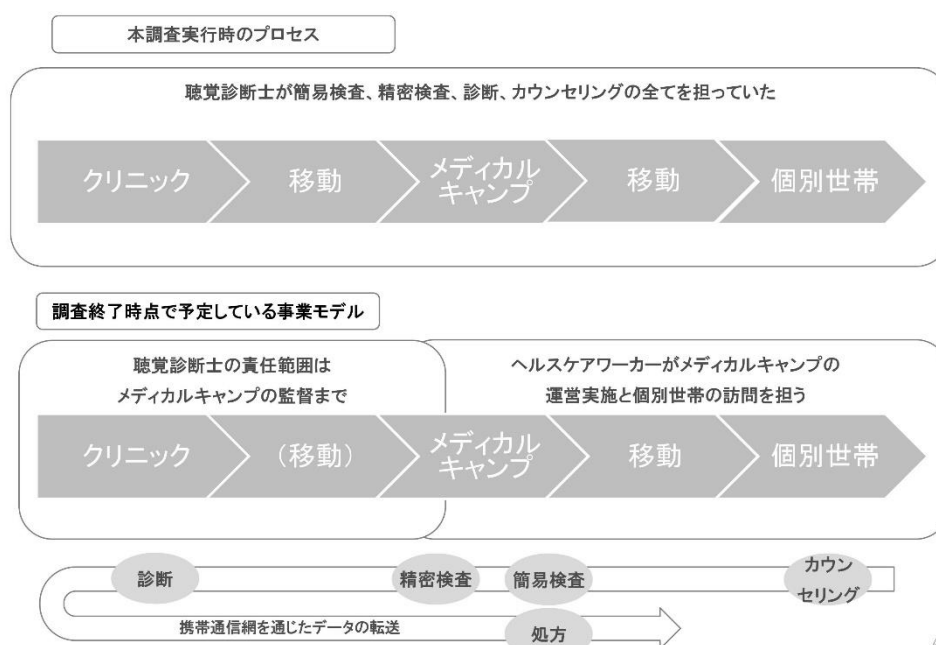 本調査実行時のプロセス
聴覚診断士が簡易検査、精密検査、診断、カウンセリングの全てを担っていた
クリニック
移動
メディカル
キャンプ
移動
個別世帯
調査終了時点で予定している事業モデル
聴覚診断士の責任範囲は
メディカルキャンプの監督まで
ヘルスケアワーカーがメディカルキャンプの
運営実施と個別世帯の訪問を担う
クリニック
（移動）
メディカル
キャンプ
移動
個別世帯
診断
精密検査
簡易検査
カウン
セリング
携帯通信網を通じたデータの転送
処方